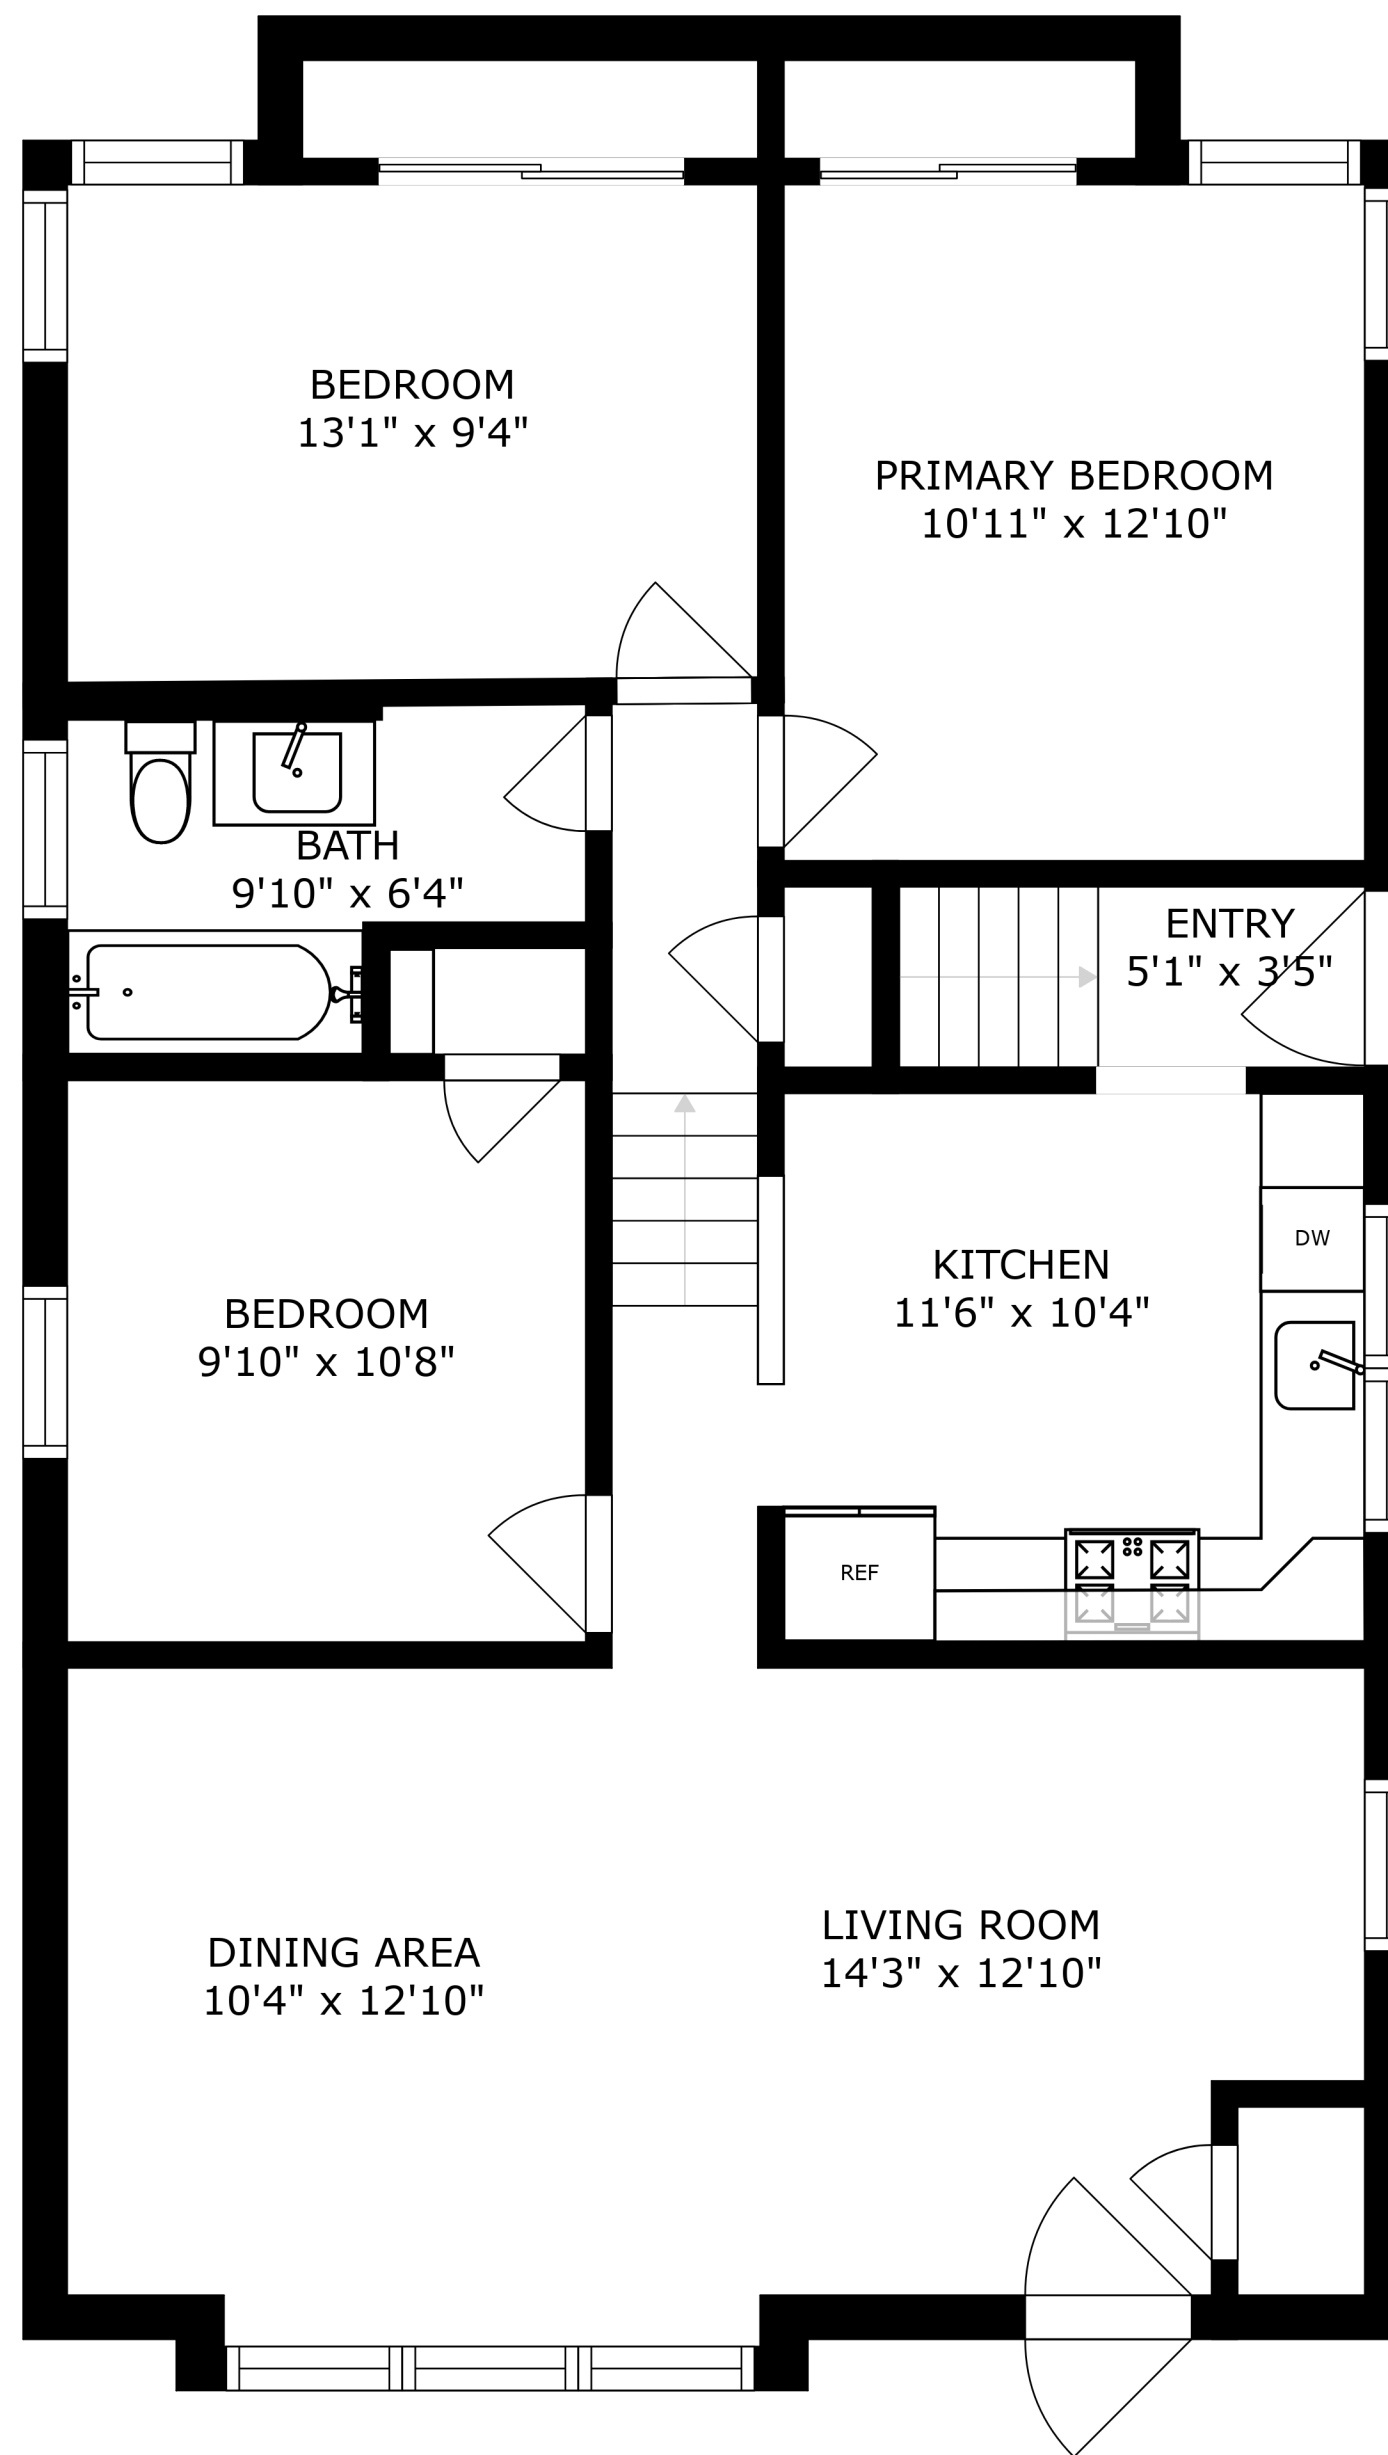 BEDROOM
13'1" x 9'4"
PRIMARY BEDROOM
10'11" x 12'10"
BATH
9'10" x 6'4"
ENTRY
5'1" x 3'5"
DW
KITCHEN
11'6" x 10'4"
BEDROOM
9'10" x 10'8"
REF
LIVING ROOM
14'3" x 12'10"
DINING AREA
10'4" x 12'10"